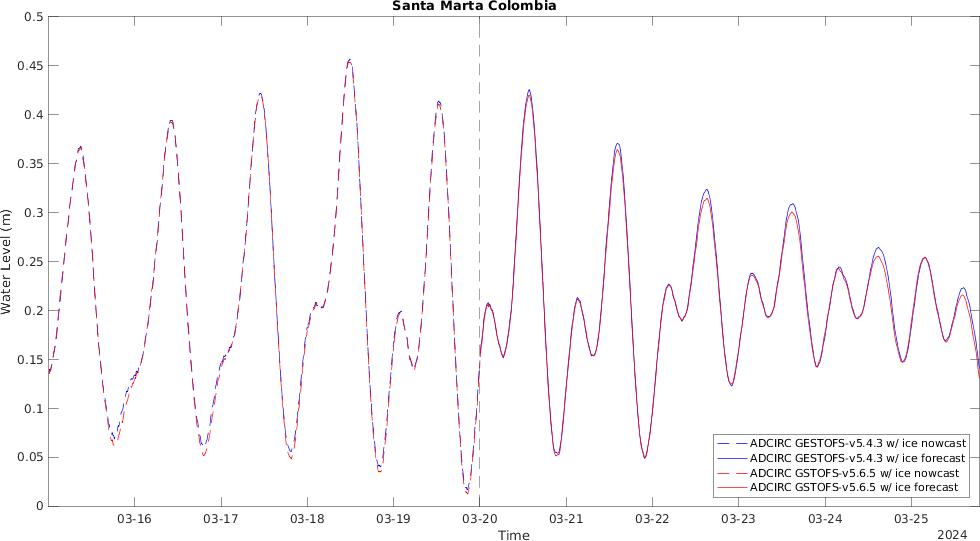 Santa Marta Colombia
0.5
0.45
0.4
0.35
0.3
0.25
0.2
0.15
0.1
0.05
0
Water Level (m)
ADCIRC GESTOFS-v5.4.3 w/ ice nowcast
ADCIRC GESTOFS-v5.4.3 w/ ice forecast
ADCIRC GSTOFS-v5.6.5 w/ ice nowcast
ADCIRC GSTOFS-v5.6.5 w/ ice forecast
03-16 03-17 03-18 03-19 03-20 03-21 03-22 03-23 03-24 03-25
Time
2024